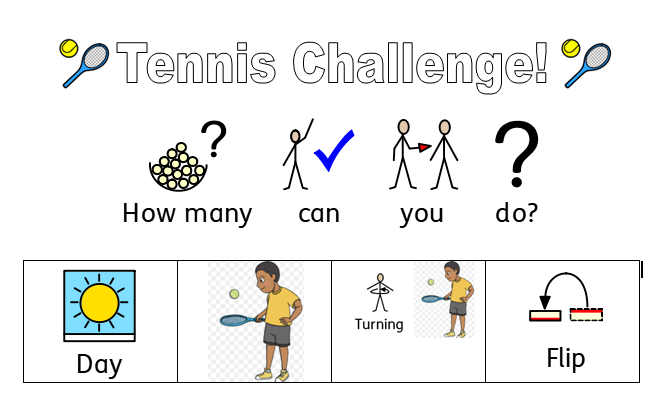 Tennis Challenge!
? ?
How many can you do?
Day Turning Flip